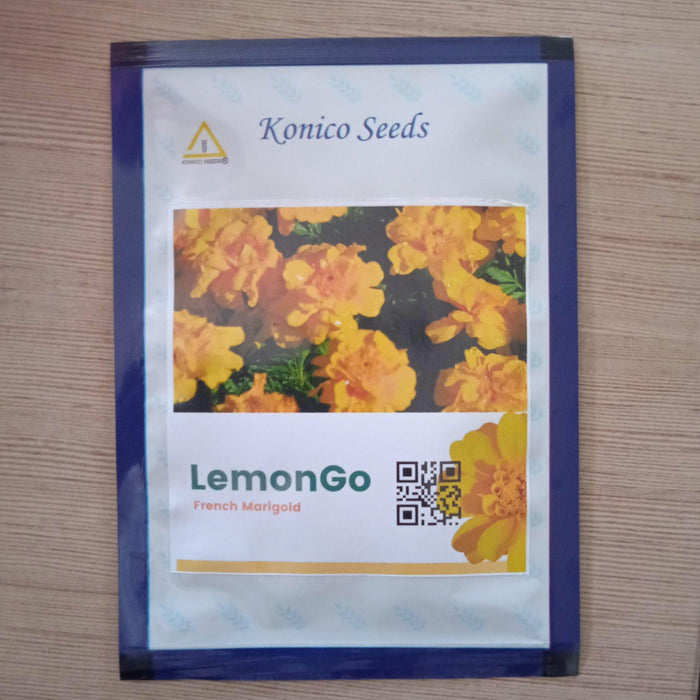 Konico Seeds
KONICO SEEDS®
LemonGo
French Marigold